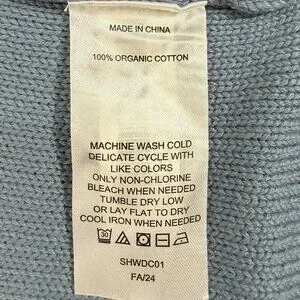 MADE IN CHINA
100% ORGANIC COTTON
MACHINE WASH COLD
DELICATE CYCLE WITH
LIKE COLORS
ONLY NON-CHLORINE
BLEACH WHEN NEEDED
TUMBLE DRY LOW
OR LAY FLAT TO DRY
COOL IRON WHEN NEEDED
30
SHWDC01
FA/24